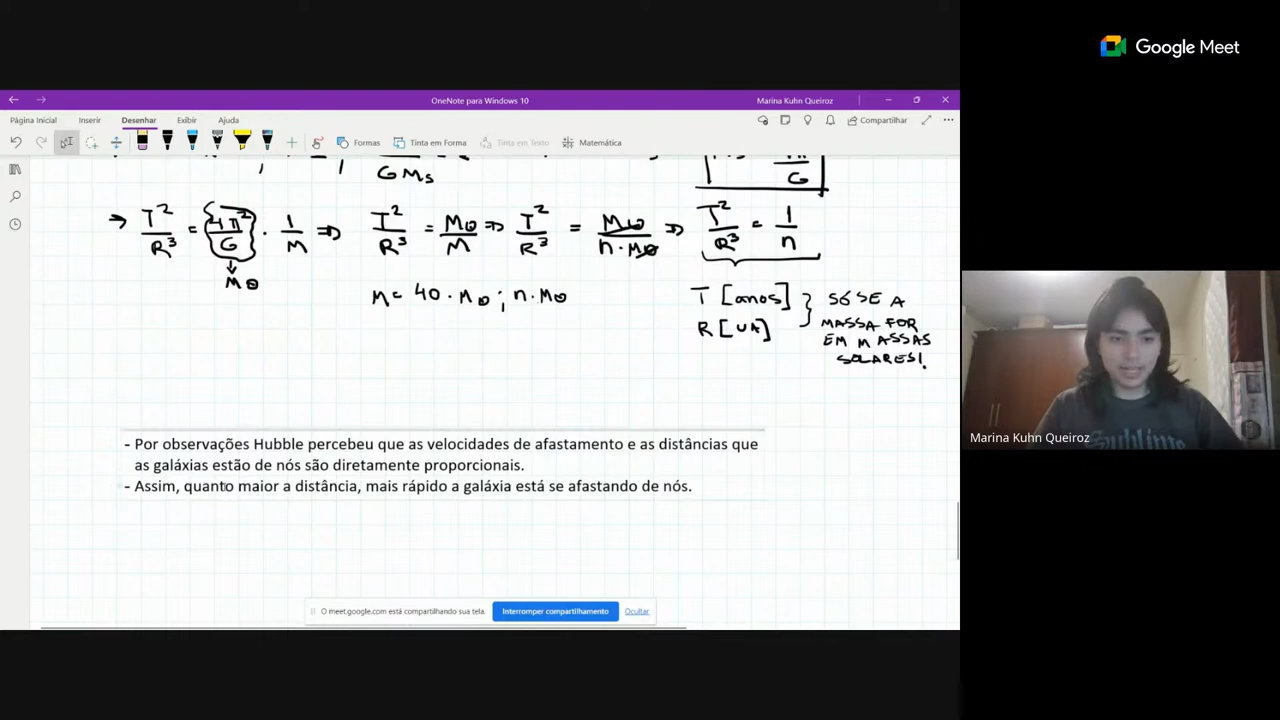 Google Meet
OneNote para Windows 10
Marina Kuhn Queiroz
Página Inicial Inserir Desenhar Exibir Ajuda
Compartilhar
Formas Tinta em Forma Tinta em Texto Matemática
G Ms
G
→ T²/R³ = 4π²/G · 1/M ⇒ T²/R³ = M⊙/M ⇒ T²/R³ = M⊙/n·M⊙ ⇒ T²/R³ = 1/n
M⊙
M = 40 · M⊙ ; n · M⊙
T [anos]
R [UA]
SÓ SE A
MASSA FOR
EM MASSAS
SOLARES!
- Por observações Hubble percebeu que as velocidades de afastamento e as distâncias que
as galáxias estão de nós são diretamente proporcionais.
- Assim, quanto maior a distância, mais rápido a galáxia está se afastando de nós.
O meet.google.com está compartilhando sua tela. Interromper compartilhamento Ocultar
Marina Kuhn Queiroz